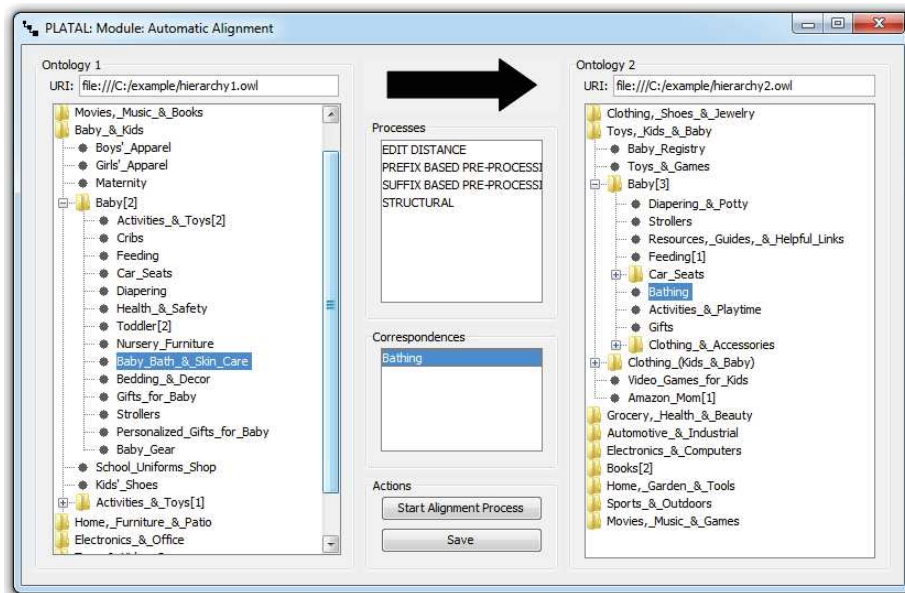 PLATAL: Module: Automatic Alignment
Ontology 1
URI: file:///C:/example/hierarchy1.owl
Movies,_Music_&_Books
Baby_&_Kids
Boys'_Apparel
Girls'_Apparel
Maternity
Baby[2]
Activities_&_Toys[2]
Cribs
Feeding
Car_Seats
Diapering
Health_&_Safety
Toddler[2]
Nursery_Furniture
Baby_Bath_&_Skin_Care
Bedding_&_Decor
Gifts_for_Baby
Strollers
Personalized_Gifts_for_Baby
Baby_Gear
School_Uniforms_Shop
Kids'_Shoes
Activities_&_Toys[1]
Home,_Furniture_&_Patio
Electronics_&_Office
Processes
EDIT DISTANCE
PREFIX BASED PRE-PROCESSI
SUFFIX BASED PRE-PROCESSI
STRUCTURAL
Correspondences
Bathing
Actions
Start Alignment Process
Save
Ontology 2
URI: file:///C:/example/hierarchy2.owl
Clothing,_Shoes_&_Jewelry
Toys,_Kids_&_Baby
Baby_Registry
Toys_&_Games
Baby[3]
Diapering_&_Potty
Strollers
Resources,_Guides,_&_Helpful_Links
Feeding[1]
Car_Seats
Bathing
Activities_&_Playtime
Gifts
Clothing_&_Accessories
Clothing_(Kids_&_Baby)
Video_Games_for_Kids
Amazon_Mom[1]
Grocery,_Health_&_Beauty
Automotive_&_Industrial
Electronics_&_Computers
Books[2]
Home,_Garden_&_Tools
Sports_&_Outdoors
Movies,_Music_&_Games